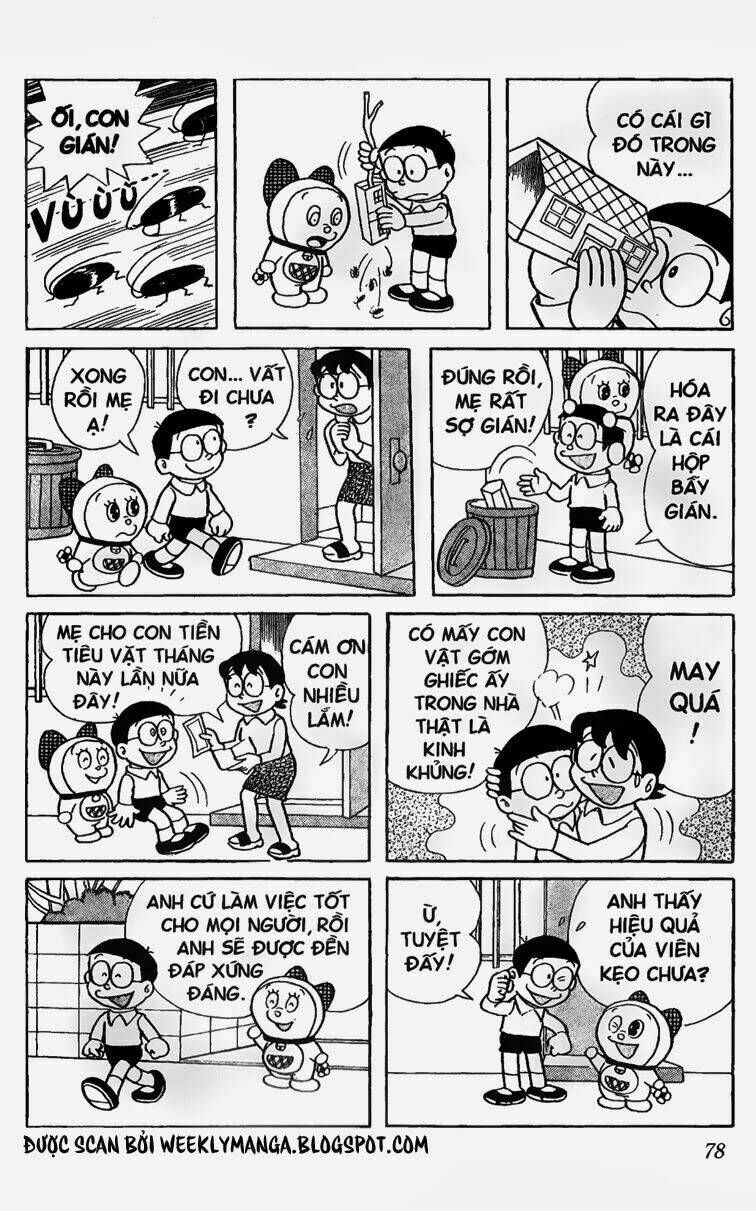 CÓ CÁI GÌ
ĐÓ TRONG
NÀY...
ỐI, CON
GIÁN!
VÙ Ù Ù...
HÓA
RA ĐÂY
LÀ CÁI
HỘP
BẪY
GIÁN.
ĐÚNG RỒI,
MẸ RẤT
SỢ GIÁN!
CON... VẤT
ĐI CHƯA
?
XONG
RỒI MẸ
Ạ!
MAY
QUÁ
!
CÓ MẤY CON
VẬT GỚM
GHIẾC ẤY
TRONG NHÀ
THẬT LÀ
KINH
KHỦNG!
CÁM ƠN
CON
NHIỀU
LẮM!
MẸ CHO CON TIỀN
TIÊU VẶT THÁNG
NÀY LẦN NỮA
ĐÂY!
ANH THẤY
HIỆU QUẢ
CỦA VIÊN
KẸO CHƯA?
Ừ,
TUYỆT
ĐẤY!
ANH CỨ LÀM VIỆC TỐT
CHO MỌI NGƯỜI, RỒI
ANH SẼ ĐƯỢC ĐỀN
ĐÁP XỨNG
ĐÁNG.
ĐƯỢC SCAN BỞI WEEKLYMANGA.BLOGSPOT.COM
78